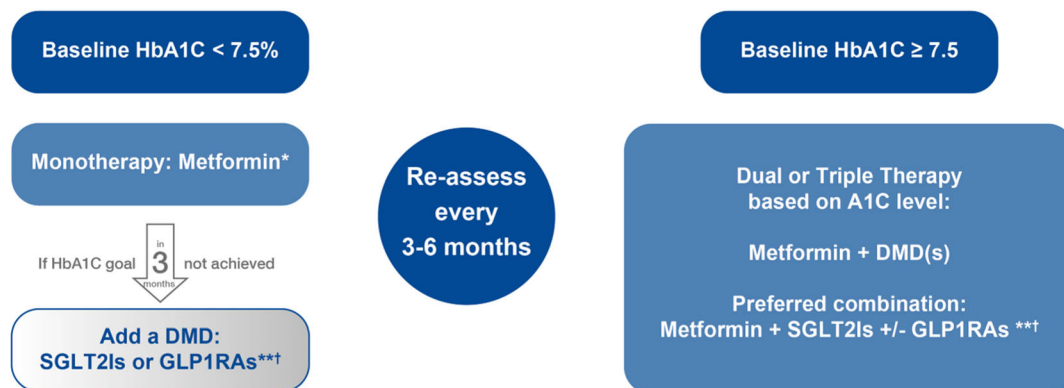 Baseline HbA1C < 7.5%
Monotherapy: Metformin*
If HbA1C goal
in
3
months
not achieved
Add a DMD:
SGLT2Is or GLP1RAs**†
Re-assess
every
3-6 months
Baseline HbA1C ≥ 7.5
Dual or Triple Therapy
based on A1C level:
Metformin + DMD(s)
Preferred combination:
Metformin + SGLT2Is +/- GLP1RAs **†